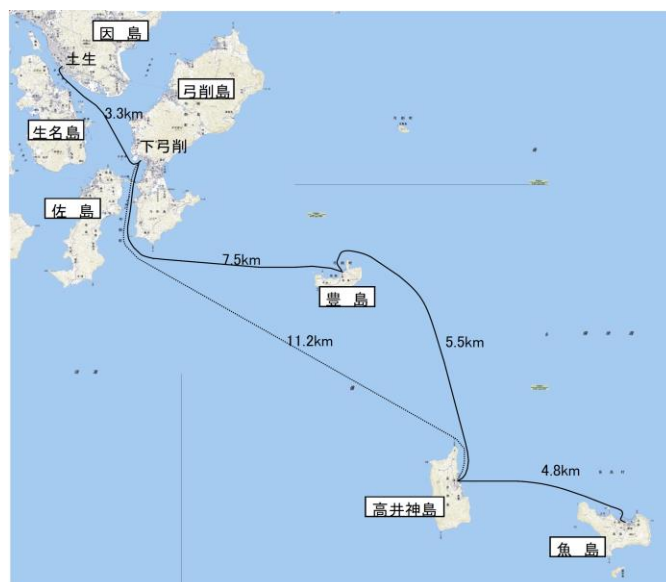 因 島
土生
弓削島
3.3km
生名島
下弓削
佐 島
7.5km
豊 島
11.2km
5.5km
4.8km
高井神島
魚 島